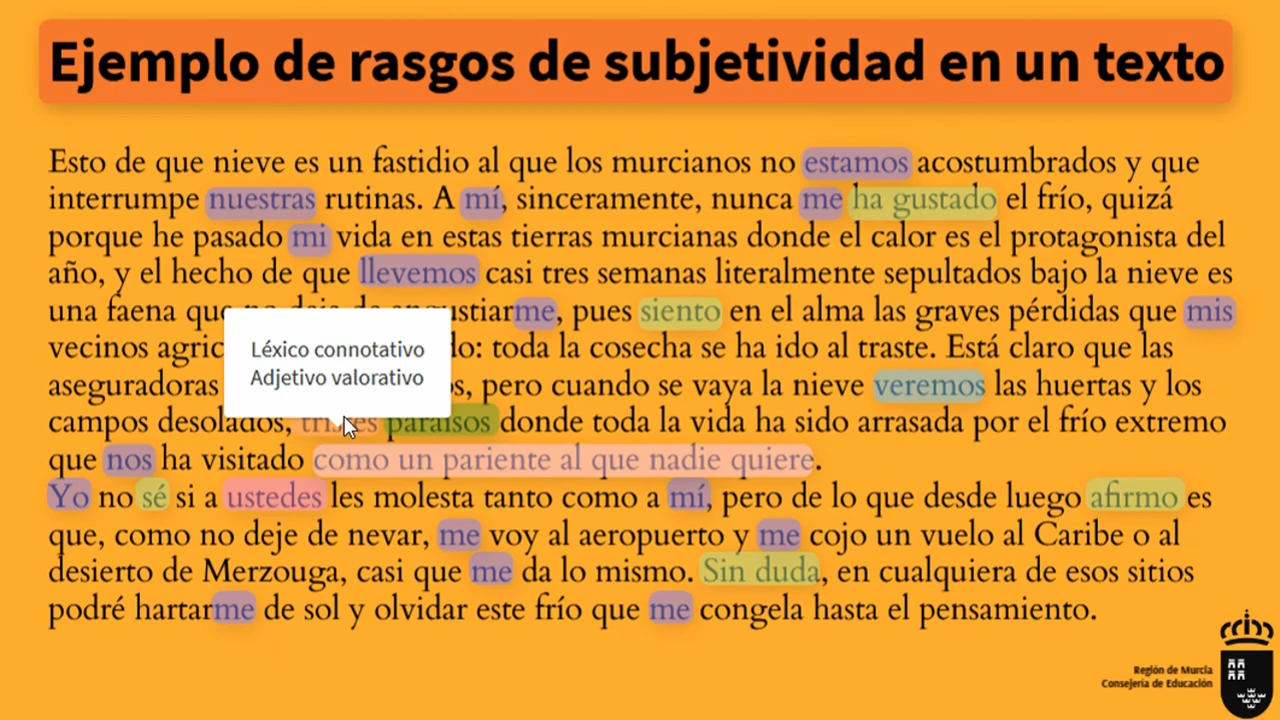 Ejemplo de rasgos de subjetividad en un texto
Esto de que nieve es un fastidio al que los murcianos no estamos acostumbrados y que
interrumpe nuestras rutinas. A mí, sinceramente, nunca me ha gustado el frío, quizá
porque he pasado mi vida en estas tierras murcianas donde el calor es el protagonista del
año, y el hecho de que llevemos casi tres semanas literalmente sepultados bajo la nieve es
una faena que no deja de angustiarme, pues siento en el alma las graves pérdidas que mis
vecinos toda la cosecha se ha ido al traste. Está claro que las
aseguradoras pero cuando se vaya la nieve veremos las huertas y los
campos desolados, tristes paraísos donde toda la vida ha sido arrasada por el frío extremo
que nos ha visitado como un pariente al que nadie quiere.
Yo no sé si a ustedes les molesta tanto como a mí, pero de lo que desde luego afirmo es
que, como no deje de nevar, me voy al aeropuerto y me cojo un vuelo al Caribe o al
desierto de Merzouga, casi que me da lo mismo. Sin duda, en cualquiera de esos sitios
podré hartarme de sol y olvidar este frío que me congela hasta el pensamiento.
Léxico connotativo
Adjetivo valorativo
Región de Murcia
Consejería de Educación